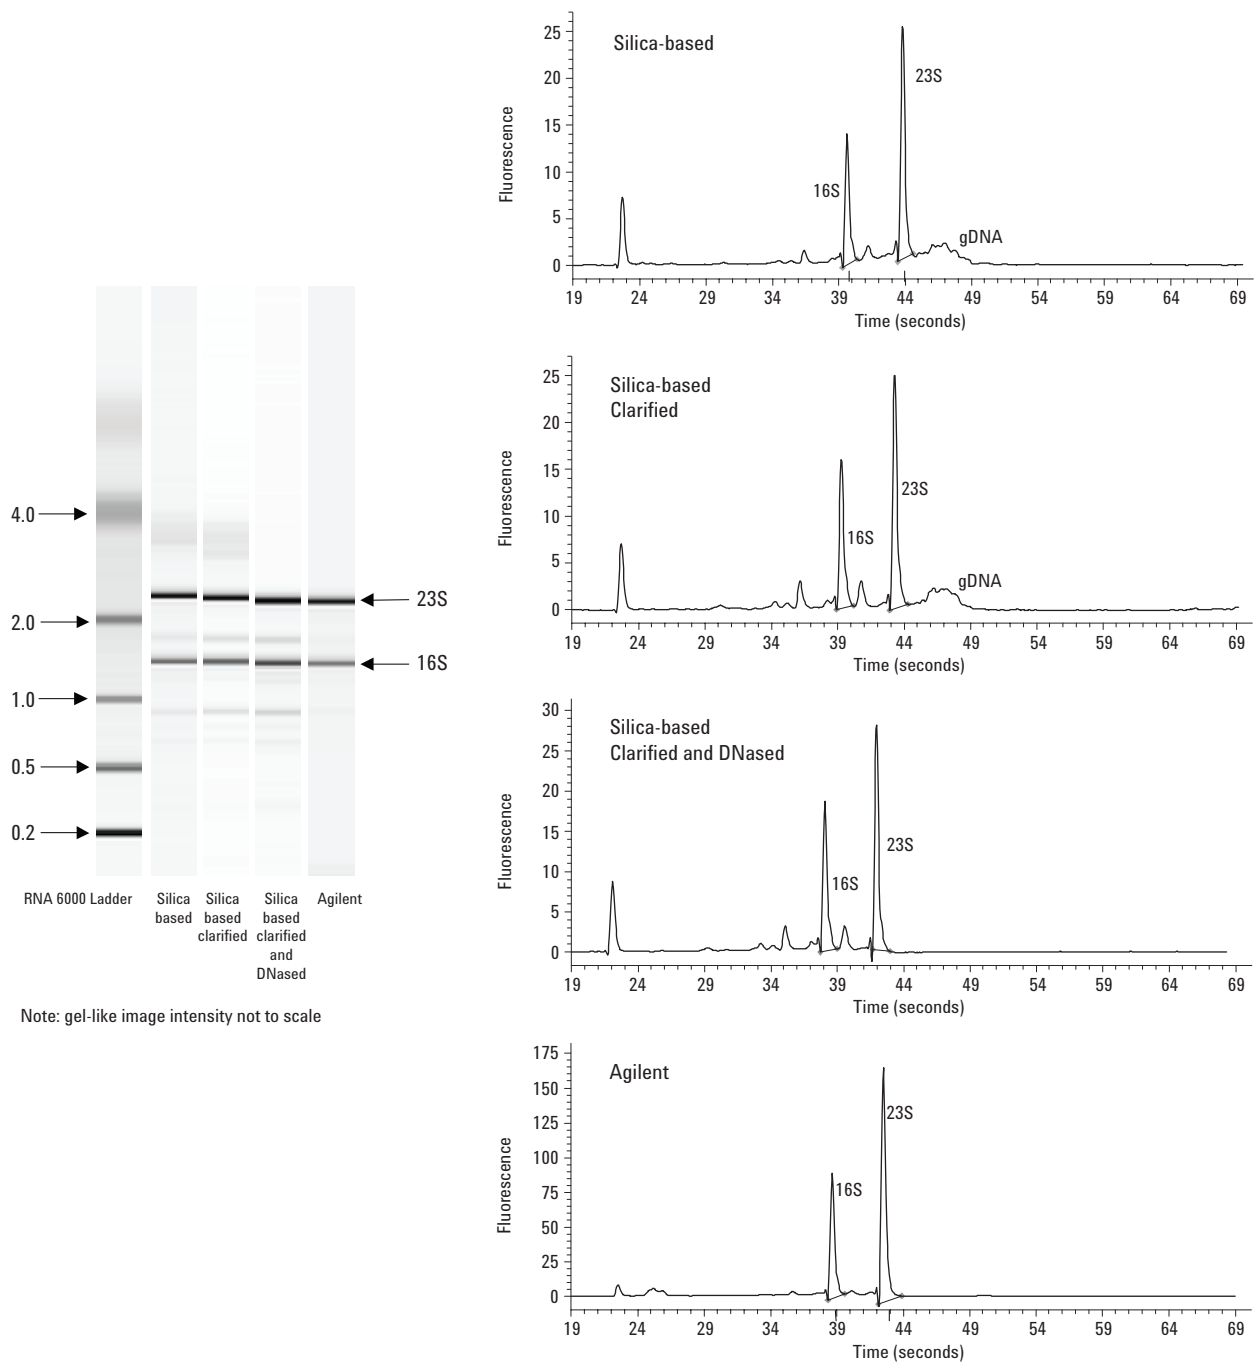 4.0
2.0
1.0
0.5
0.2
23S
16S
RNA 6000 Ladder
Silica
based
Silica
based
clarified
Silica
based
clarified
and
DNased
Agilent
Note: gel-like image intensity not to scale
Silica-based
Fluorescence
25
20
15
10
5
0
16S
23S
gDNA
19 24 29 34 39 44 49 54 59 64 69
Time (seconds)
Silica-based
Clarified
Fluorescence
25
20
15
10
5
0
16S
23S
gDNA
19 24 29 34 39 44 49 54 59 64 69
Time (seconds)
Silica-based
Clarified and DNased
Fluorescence
30
25
20
15
10
5
0
16S
23S
19 24 29 34 39 44 49 54 59 64 69
Time (seconds)
Agilent
Fluorescence
175
150
125
100
75
50
25
0
16S
23S
19 24 29 34 39 44 49 54 59 64 69
Time (seconds)